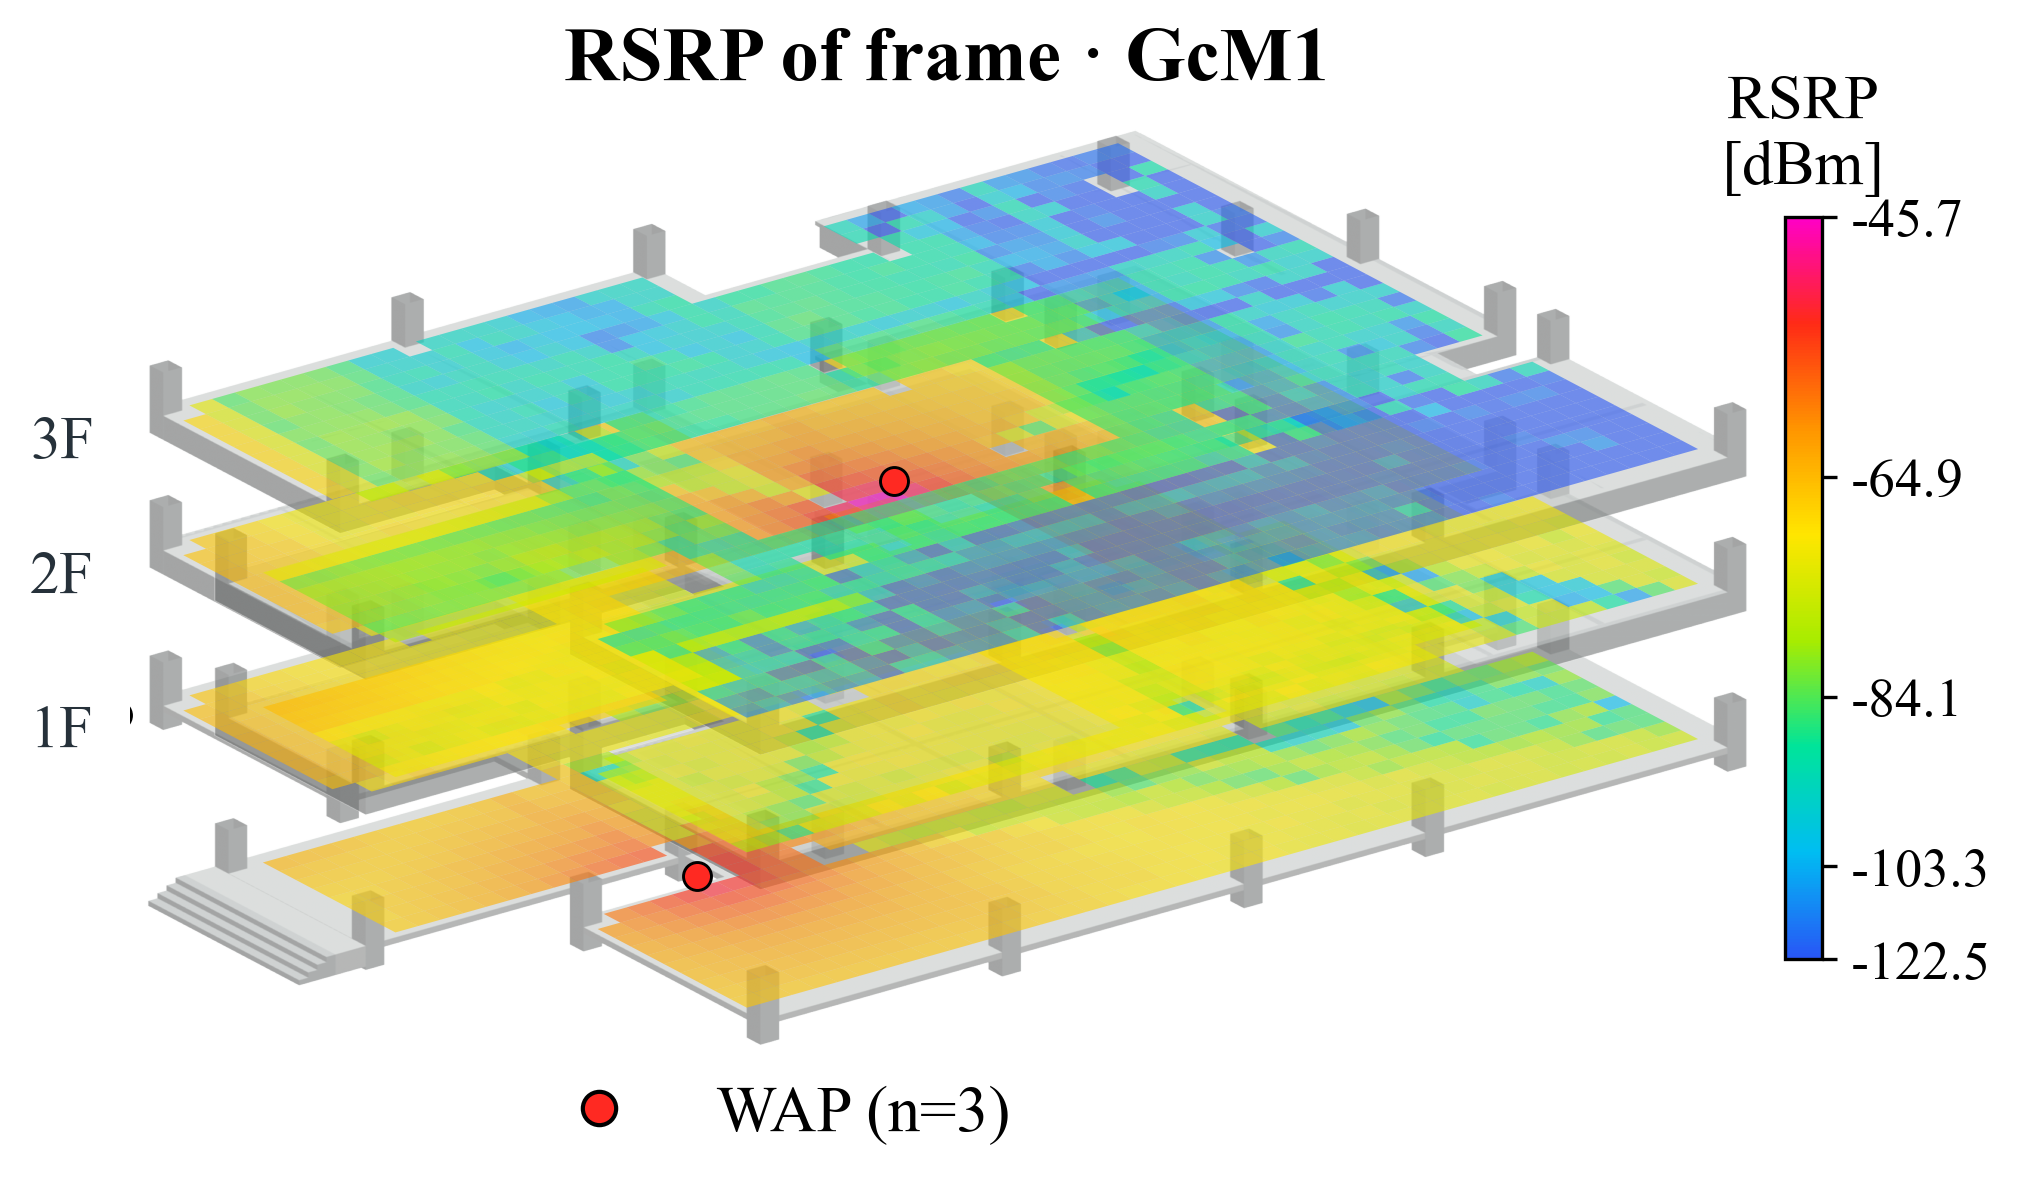 RSRP of frame · GcM1
RSRP
[dBm]
-45.7
-64.9
-84.1
-103.3
-122.5
3F
2F
1F
WAP (n=3)